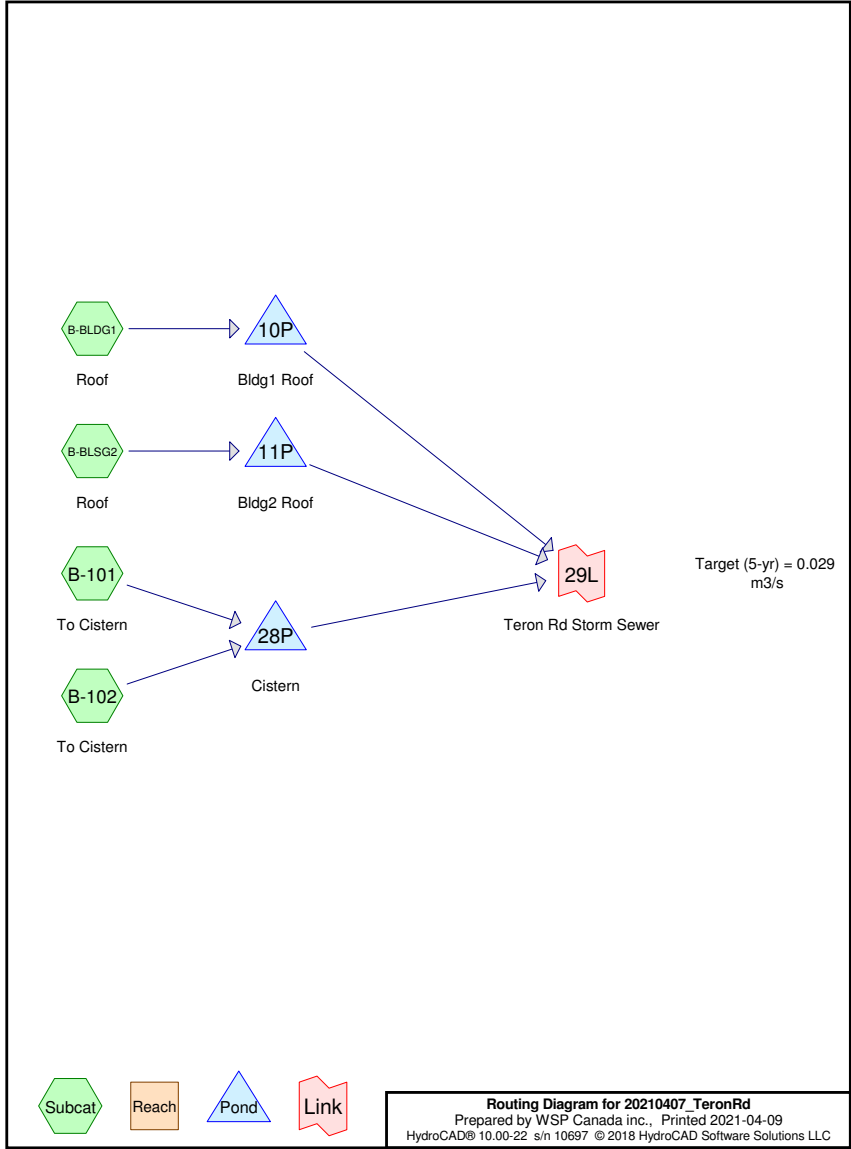 B-BLDG1
10P
Roof
Bldg1 Roof
B-BLSG2
11P
Roof
Bldg2 Roof
B-101
29L
Target (5-yr) = 0.029
m3/s
To Cistern
28P
Teron Rd Storm Sewer
B-102
Cistern
To Cistern
Subcat
Reach
Pond
Link
Routing Diagram for 20210407_TeronRd
Prepared by WSP Canada inc., Printed 2021-04-09
HydroCAD® 10.00-22 s/n 10697 © 2018 HydroCAD Software Solutions LLC